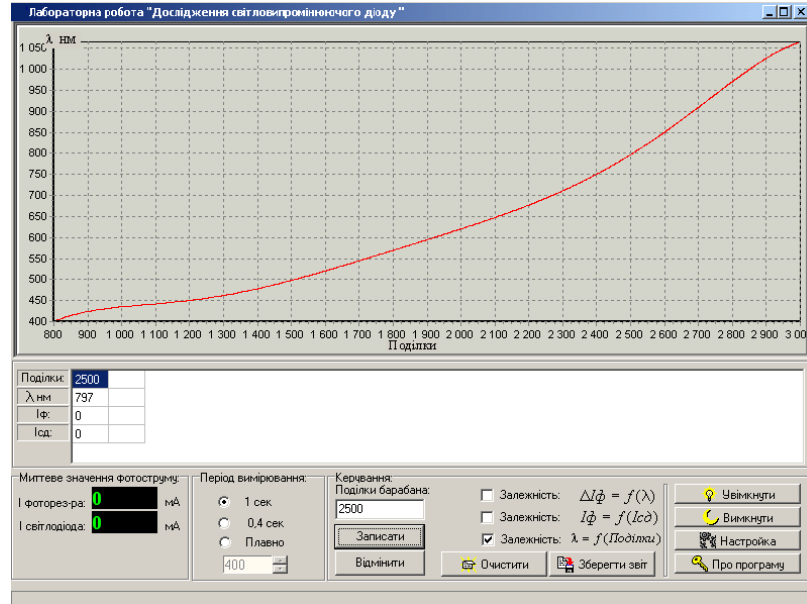 Лабораторна робота "Дослідження світловипромінюючого діоду "
λ, нм
1 050
1 000
950
900
850
800
750
700
650
600
550
500
450
400
800 900 1 000 1 100 1 200 1 300 1 400 1 500 1 600 1 700 1 800 1 900 2 000 2 100 2 200 2 300 2 400 2 500 2 600 2 700 2 800 2 900 3 00
Поділки
Поділки: 2500
λ нм 797
Iф: 0
Iсд: 0
Миттеве значення фотоструму:
I фоторез-ра: 0 мА
I світлодіода: 0 мА
Період вимірювання:
1 сек
0,4 сек
Плавно
400
Керування:
Поділки барабана:
2500
Записати
Відмінити
Залежність: ΔIф = f(λ)
Залежність: Iф = f(Iсд)
Залежність: λ = f(Поділки)
Очистити
Зберегти звіт
Увімкнути
Вимкнути
Настройка
Про програму